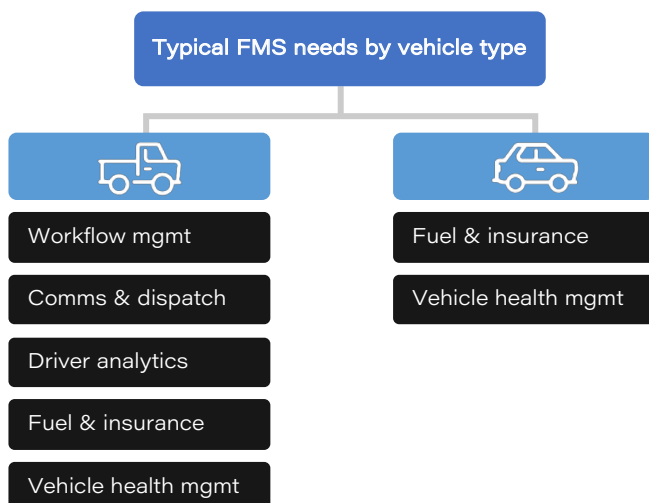 Typical FMS needs by vehicle type
Workflow mgmt
Comms & dispatch
Driver analytics
Fuel & insurance
Vehicle health mgmt
Fuel & insurance
Vehicle health mgmt